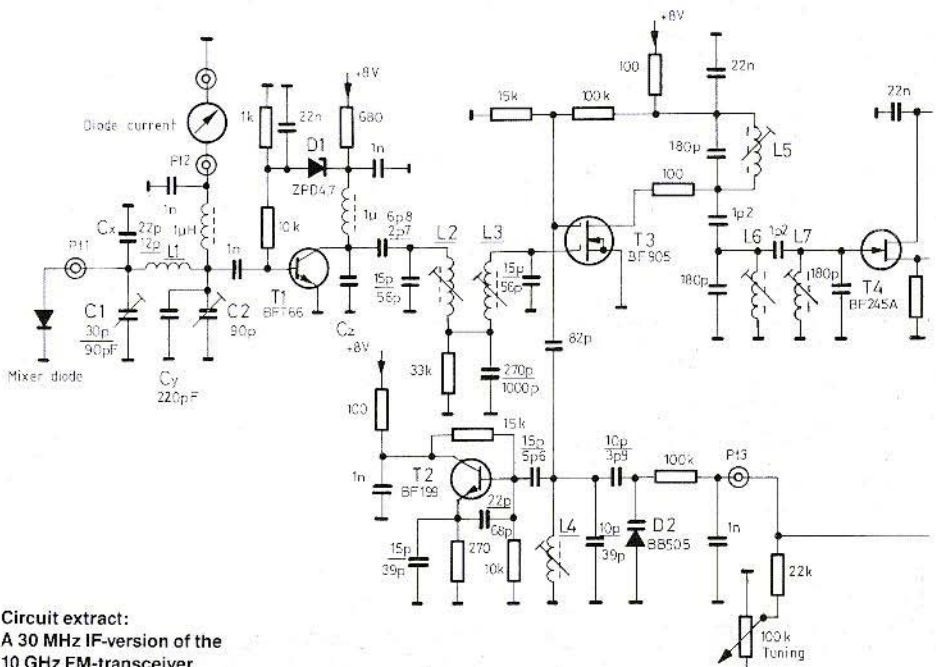 +8V
100
22n
15k
100k
22n
1k
22n
+8V
680
Diode current
D1
ZPD4.7
1n
180p
L5
Pt2
1n
1µH
1µ
10k
6p8
2p7
L2
L3
100
T3
BF905
1p2
L6
1p2
L7
Cx
22p
12p
L1
Pt1
1n
T1
BFT66
15p
56p
15p
56p
180p
180p
T4
BF245A
C1
30p
90pF
C2
90p
Cz
Mixer diode
Cy
220pF
+8V
33k
270p
1000p
82p
100
15k
15p
5p6
10p
3p9
100k
Pt3
1n
T2
BF199
22p
68p
L4
10p
39p
D2
BB505
1n
15p
39p
270
10k
22k
100k
Tuning
Circuit extract:
A 30 MHz IF-version of the
10 GHz FM-transceiver